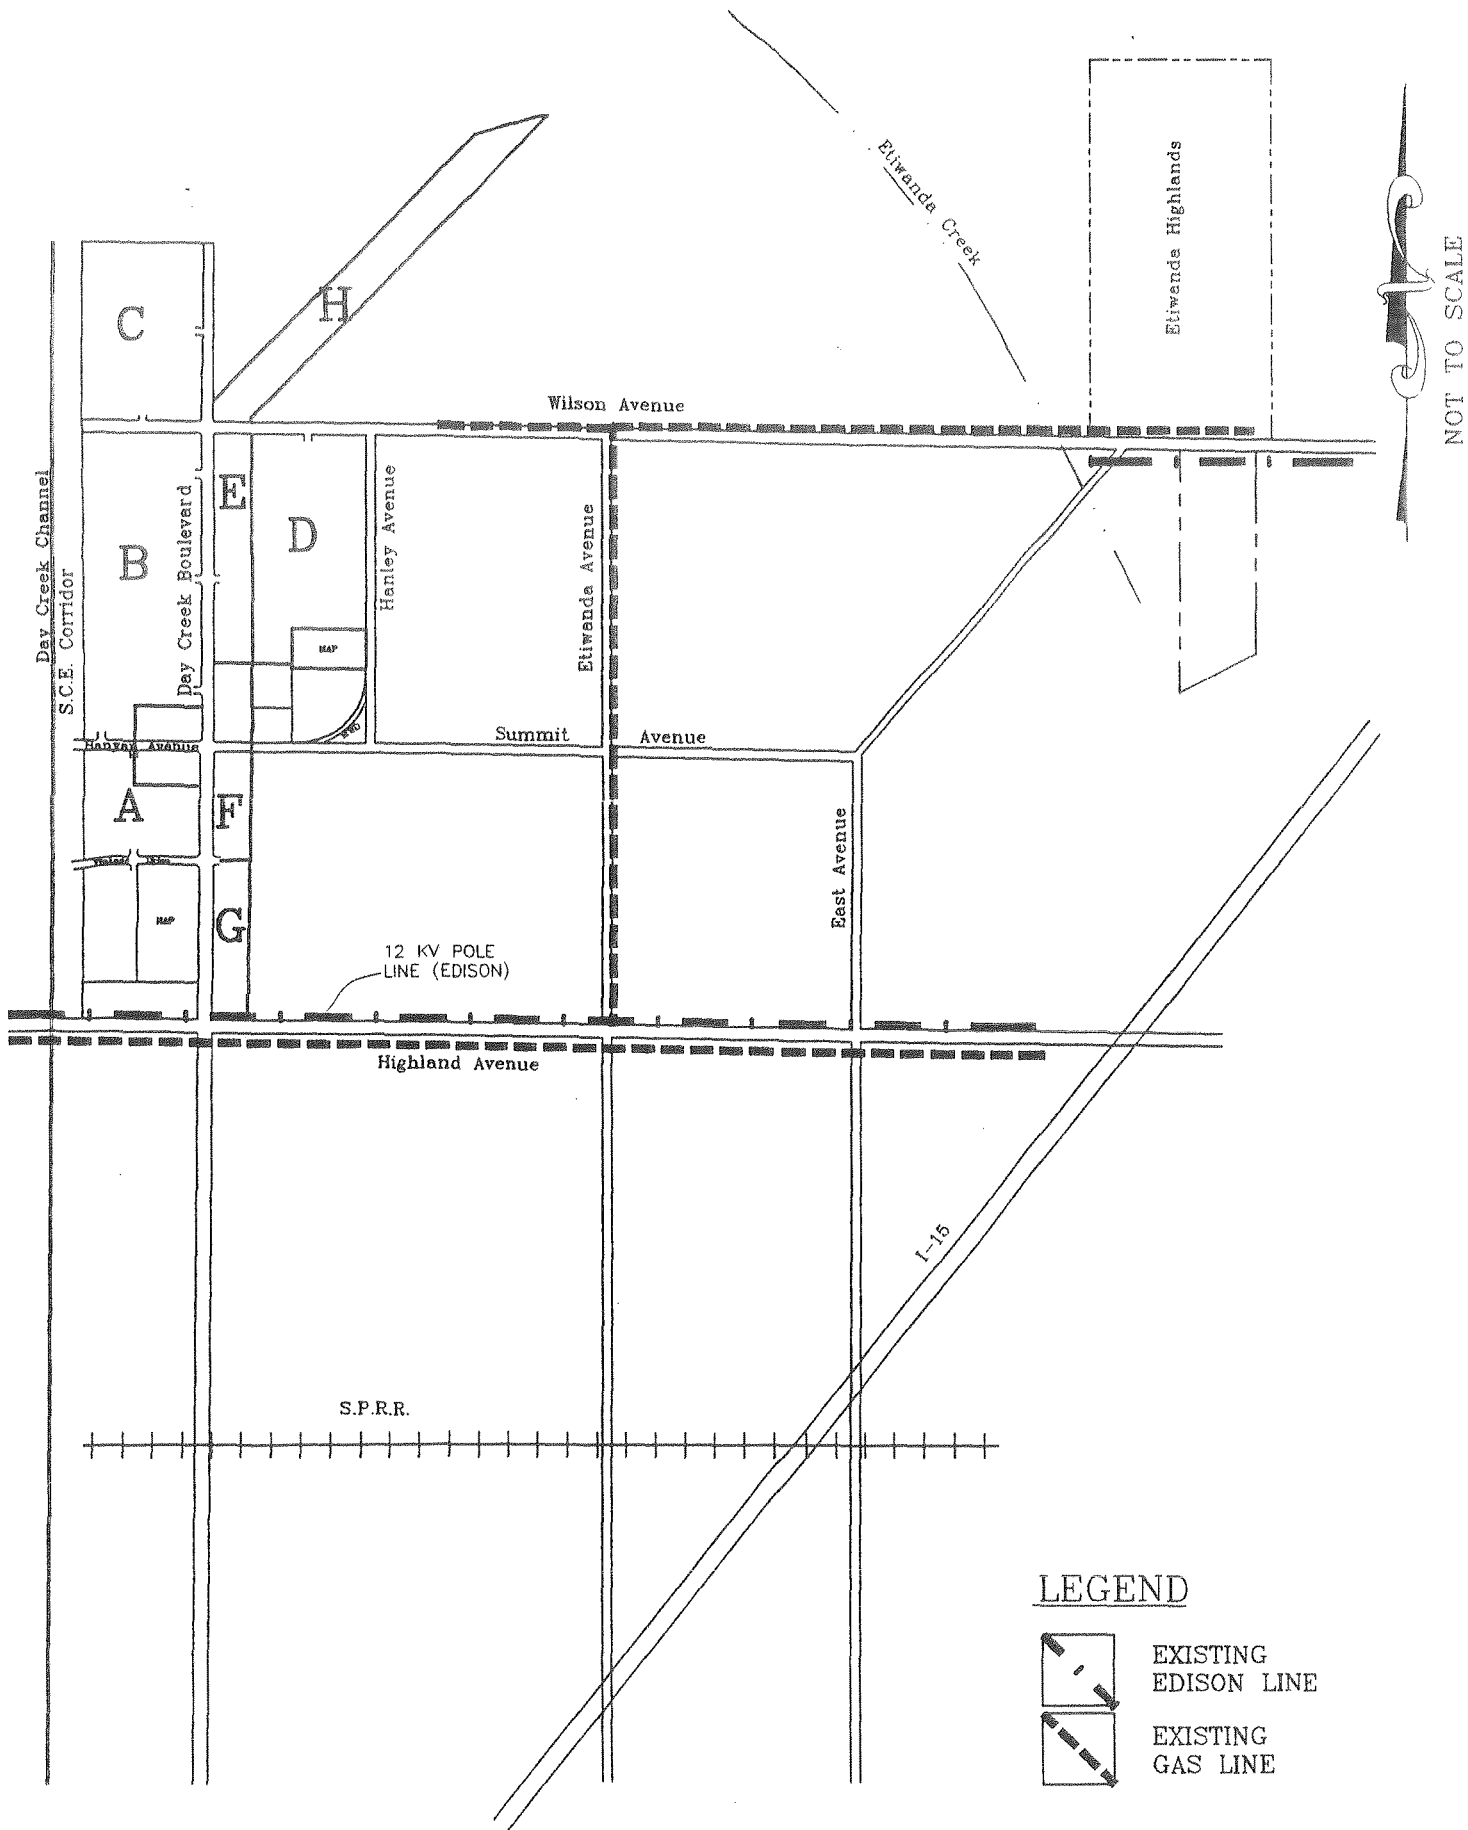 Etiwanda Creek
Etiwanda Highlands
NOT TO SCALE
C
H
Wilson Avenue
Day Creek Channel
S.C.E. Corridor
B
Day Creek Boulevard
E
D
Hanley Avenue
Etiwanda Avenue
NAP
Summit Avenue
A
F
East Avenue
NAP
G
12 KV POLE
LINE (EDISON)
Highland Avenue
I-15
S.P.R.R.
LEGEND
EXISTING
EDISON LINE
EXISTING
GAS LINE